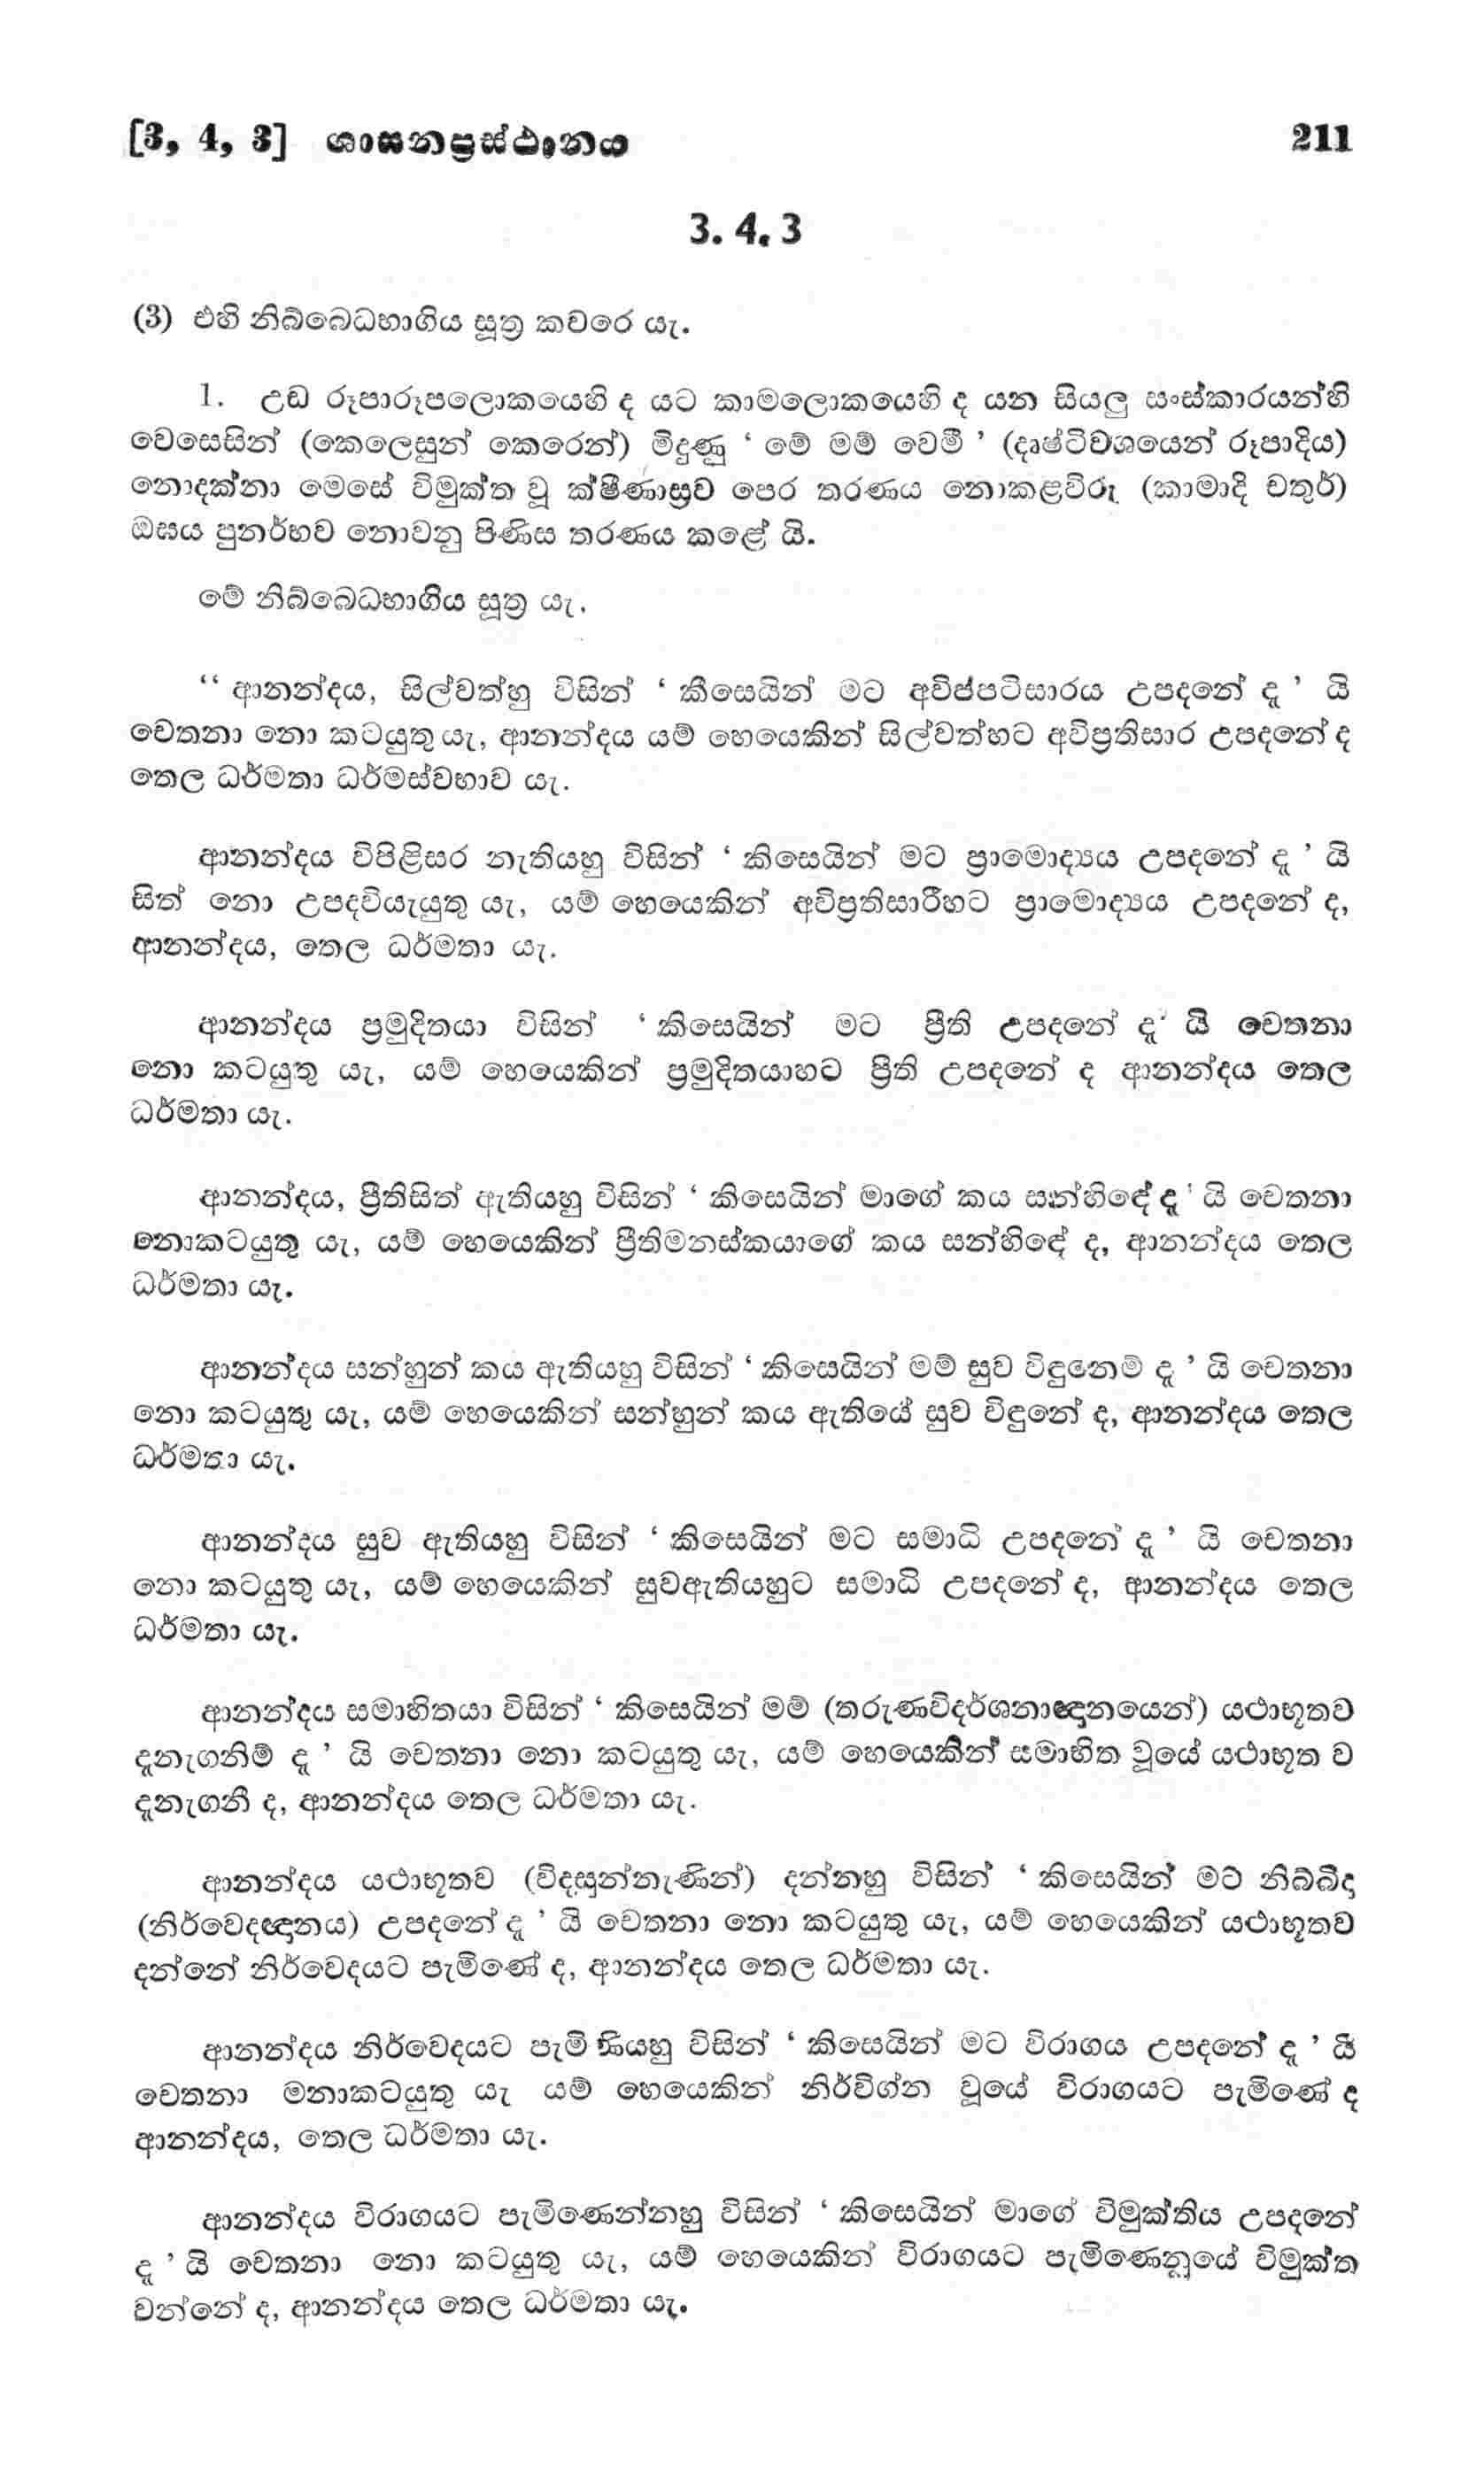 [3, 4, 3] ශාසනප්‍රස්ථානය 211
3. 4. 3
(3) එහි නිබ්බෙධභාගිය සූත්‍ර කවරෙ යැ.
1. උඩ රූපාරූපලොකයෙහි ද යට කාමලොකයෙහි ද යන සියලු සංස්කාරයන්හි
වෙසෙසින් (කෙලෙසුන් කෙරෙන්) මිදුණු ‘ මේ මම් වෙමී ’ (දෘෂ්ටිවශයෙන් රූපාදිය)
නොදක්නා මෙසේ විමුක්ත වූ ක්ෂීණාස්‍රව පෙර තරණය නොකළවිරූ (කාමාදි චතුර්)
ඔඝය පුනර්භව නොවනු පිණිස තරණය කළේ යි.
මේ නිබ්බෙධභාගිය සූත්‍ර යැ.
“ ආනන්දය, සිල්වත්හු විසින් ‘ කීසෙයින් මට අවිප්පටිසාරය උපදනේ දැ ’ යි
චෙතනා නො කටයුතු යැ, ආනන්දය යම් හෙයෙකින් සිල්වත්හට අවිප්‍රතිසාර උපදනේ ද
තෙල ධර්මතා ධර්මස්වභාව යැ.
ආනන්දය විපිළිසර නැතියහු විසින් ‘ කිසෙයින් මට ප්‍රාමොද්‍යය උපදනේ දැ ’ යි
සිත් නො උපදවියැයුතු යැ, යම් හෙයෙකින් අවිප්‍රතිසාරීහට ප්‍රාමොද්‍යය උපදනේ ද,
ආනන්දය, තෙල ධර්මතා යැ.
ආනන්දය ප්‍රමුදිතයා විසින් ‘ කිසෙයින් මට ප්‍රීති උපදනේ දැ’ යි චෙතනා
නො කටයුතු යැ, යම් හෙයෙකින් ප්‍රමුදිතයාහට ප්‍රීති උපදනේ ද ආනන්දය තෙල
ධර්මතා යැ.
ආනන්දය, ප්‍රීතිසිත් ඇතියහු විසින් ‘ කිසෙයින් මාගේ කය සන්හිඳේ දැ ’ යි චෙතනා
නොකටයුතු යැ, යම් හෙයෙකින් ප්‍රීතිමනස්කයාගේ කය සන්හිඳේ ද, ආනන්දය තෙල
ධර්මතා යැ.
ආනන්දය සන්හුන් කය ඇතියහු විසින් ‘ කිසෙයින් මම් සුව විඳුනෙම් දැ ’ යි චෙතනා
නො කටයුතු යැ, යම් හෙයෙකින් සන්හුන් කය ඇතියේ සුව විඳුනේ ද, ආනන්දය තෙල
ධර්මතා යැ.
ආනන්දය සුව ඇතියහු විසින් ‘ කිසෙයින් මට සමාධි උපදනේ දැ ’ යි චෙතනා
නො කටයුතු යැ, යම් හෙයෙකින් සුවඇතියහුට සමාධි උපදනේ ද, ආනන්දය තෙල
ධර්මතා යැ.
ආනන්දය සමාහිතයා විසින් ‘ කිසෙයින් මම් (තරුණවිදර්ශනාඥානයෙන්) යථාභූතව
දැනැගනිම් දැ ’ යි චෙතනා නො කටයුතු යැ, යම් හෙයෙකින් සමාහිත වූයේ යථාභූත ව
දැනැගනී ද, ආනන්දය තෙල ධර්මතා යැ.
ආනන්දය යථාභූතව (විදසුන්නැණින්) දන්නහු විසින් ‘ කිසෙයින් මට නිබ්බිදා
(නිර්වෙදඥානය) උපදනේ දැ ’ යි චෙතනා නො කටයුතු යැ, යම් හෙයෙකින් යථාභූතව
දන්නේ නිර්වෙදයට පැමිණේ ද, ආනන්දය තෙල ධර්මතා යැ.
ආනන්දය නිර්වෙදයට පැමිණියහු විසින් ‘ කිසෙයින් මට විරාගය උපදනේ දැ ’ යි
චෙතනා මනාකටයුතු යැ යම් හෙයෙකින් නිර්විග්න වූයේ විරාගයට පැමිණේ ද
ආනන්දය, තෙල ධර්මතා යැ.
ආනන්දය විරාගයට පැමිණෙන්නහු විසින් ‘ කිසෙයින් මාගේ විමුක්තිය උපදනේ
දැ ’ යි චෙතනා නො කටයුතු යැ, යම් හෙයෙකින් විරාගයට පැමිණෙනුයේ විමුක්ත
වන්නේ ද, ආනන්දය තෙල ධර්මතා යැ.